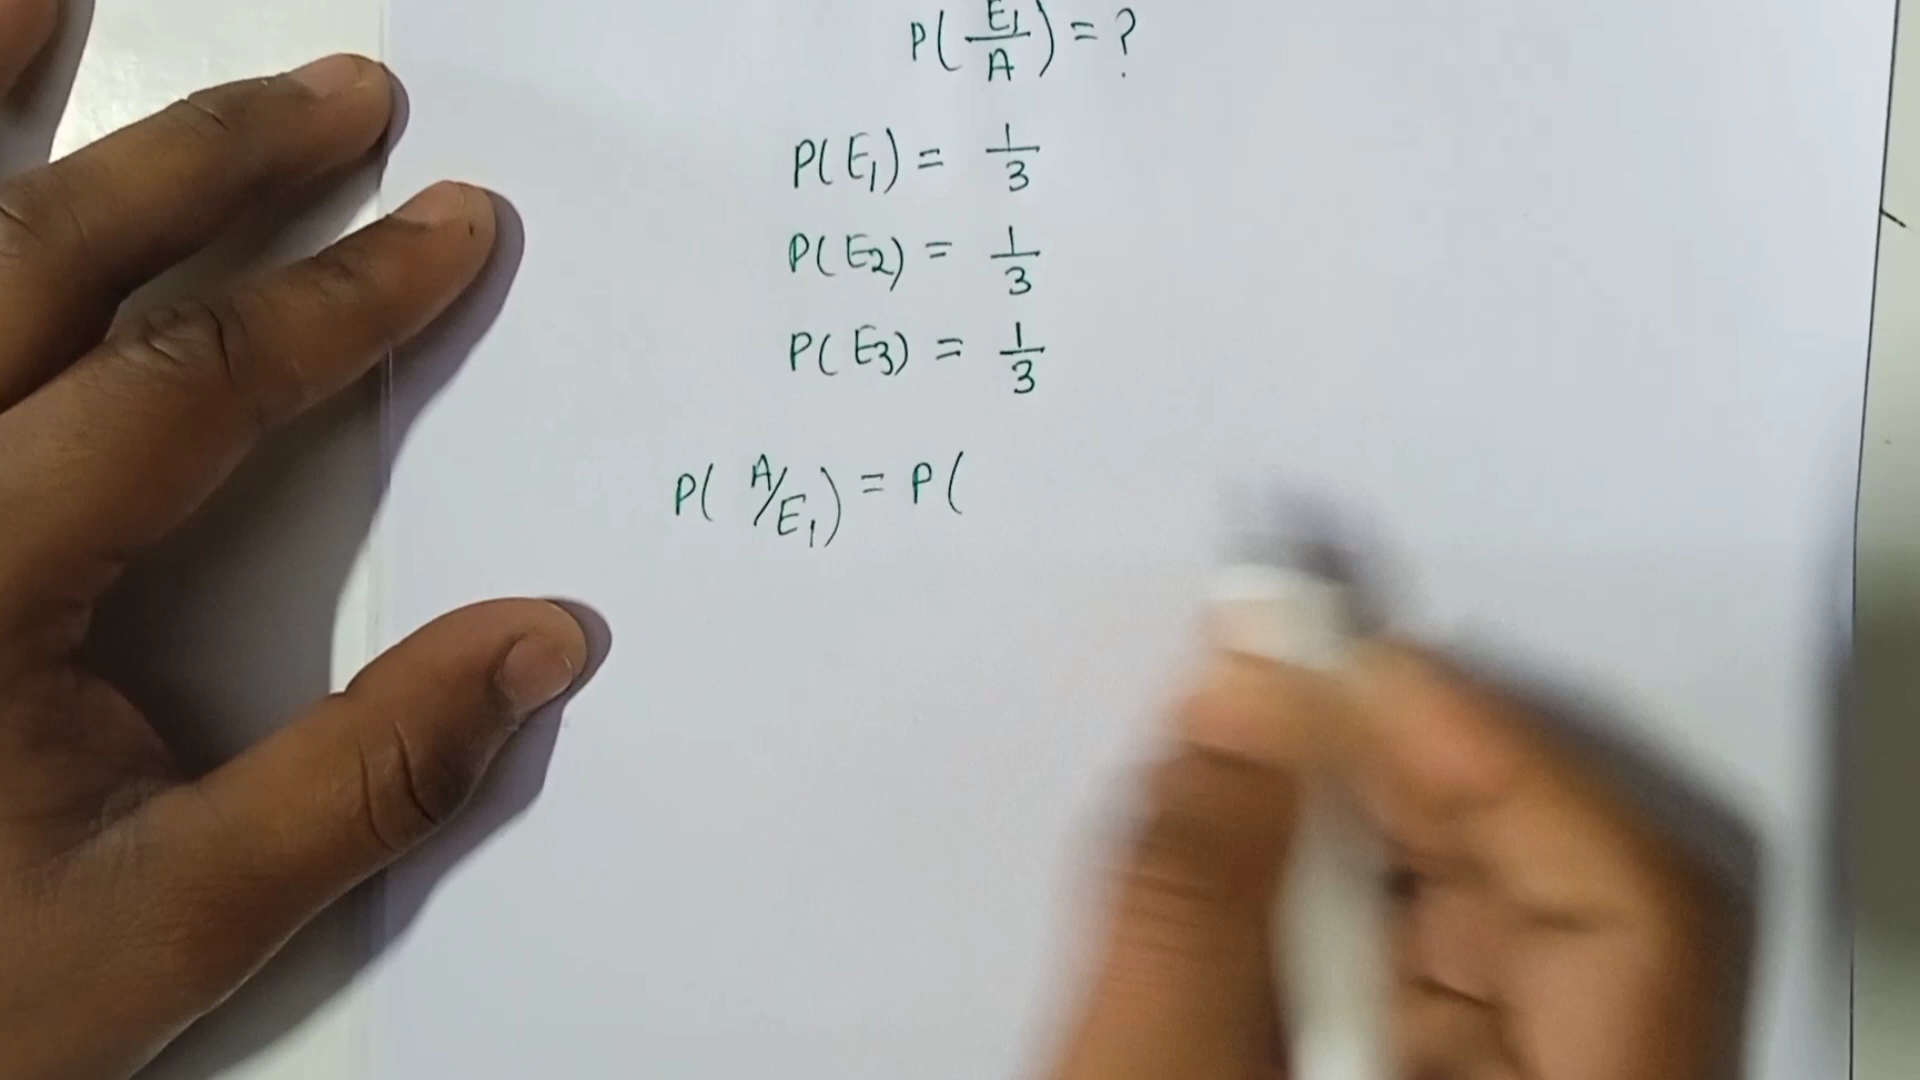 P(E1/A) = ?
P(E1) = 1/3
P(E2) = 1/3
P(E3) = 1/3
P(A/E1) = P(